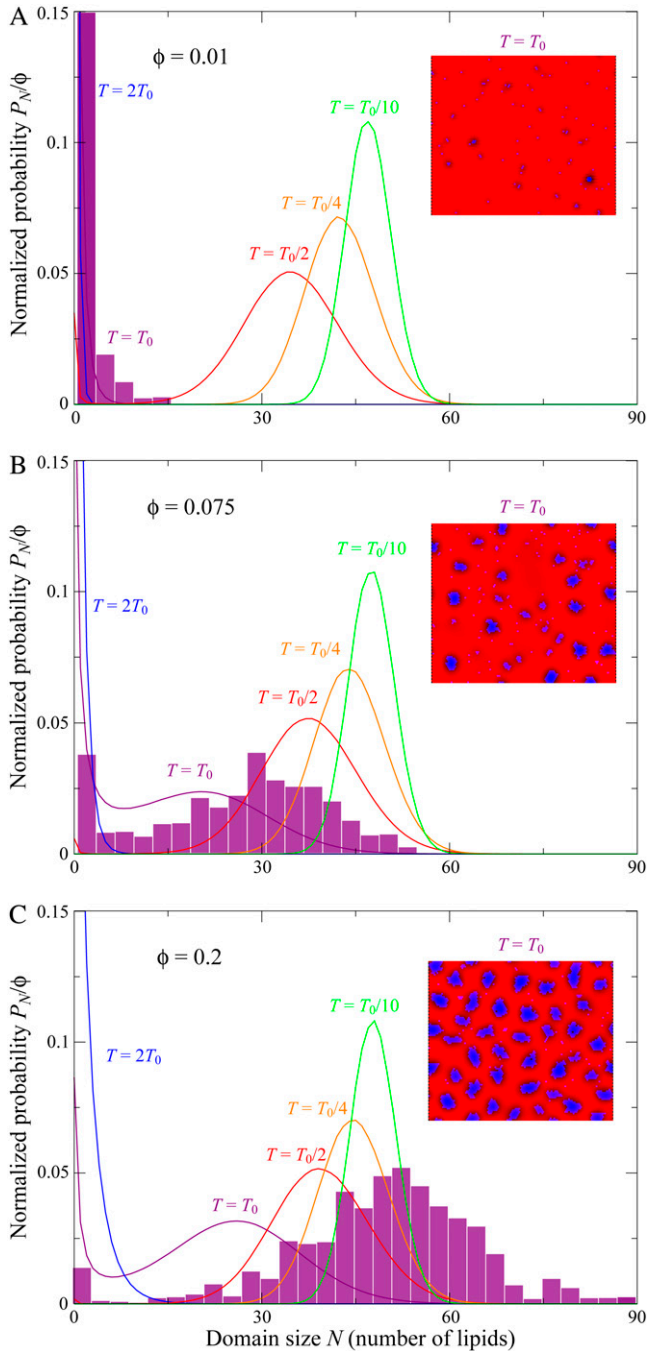 A
0.15
ϕ = 0.01
T = T₀
T = 2T₀
T = T₀/10
0.1
T = T₀/4
T = T₀/2
0.05
T = T₀
0
0
30
60
90
Normalized probability P_N/ϕ
B
0.15
ϕ = 0.075
T = T₀
T = T₀/10
0.1
T = 2T₀
T = T₀/4
T = T₀/2
0.05
T = T₀
0
0
30
60
90
Normalized probability P_N/ϕ
C
0.15
ϕ = 0.2
T = T₀
T = T₀/10
0.1
T = 2T₀
T = T₀/4
T = T₀/2
0.05
T = T₀
0
0
30
60
90
Normalized probability P_N/ϕ
Domain size N (number of lipids)